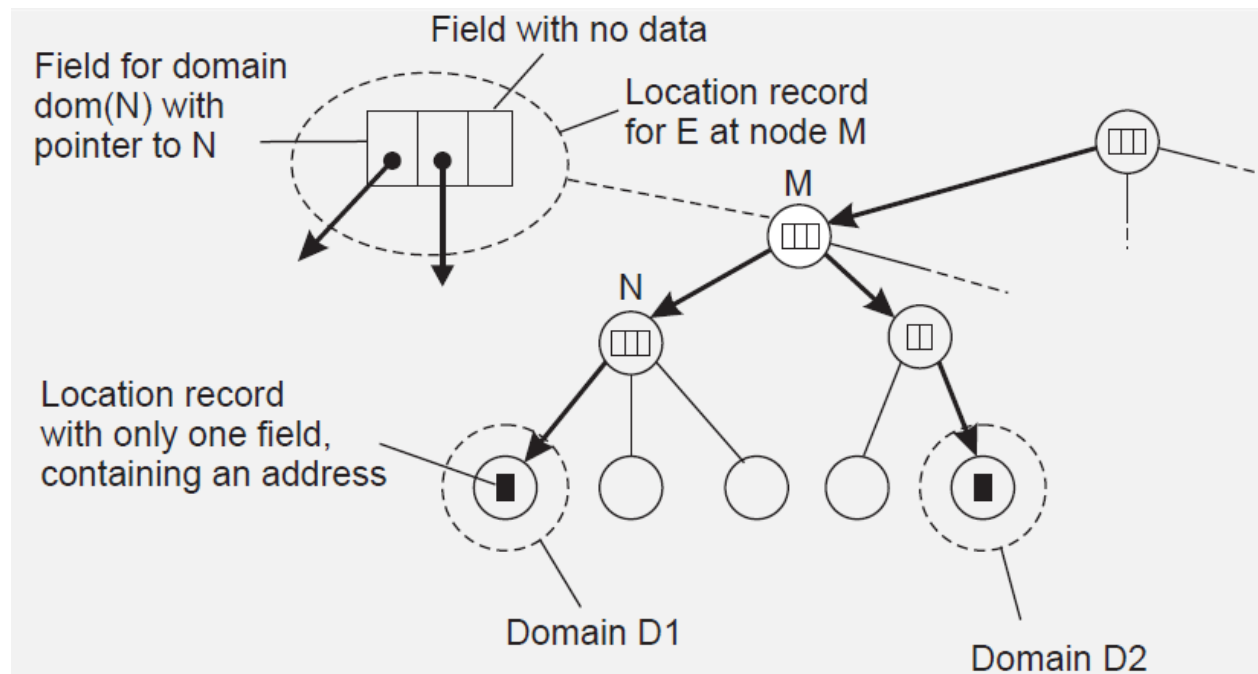 Field with no data
Field for domain
dom(N) with
pointer to N
Location record
for E at node M
M
N
Location record
with only one field,
containing an address
Domain D1
Domain D2